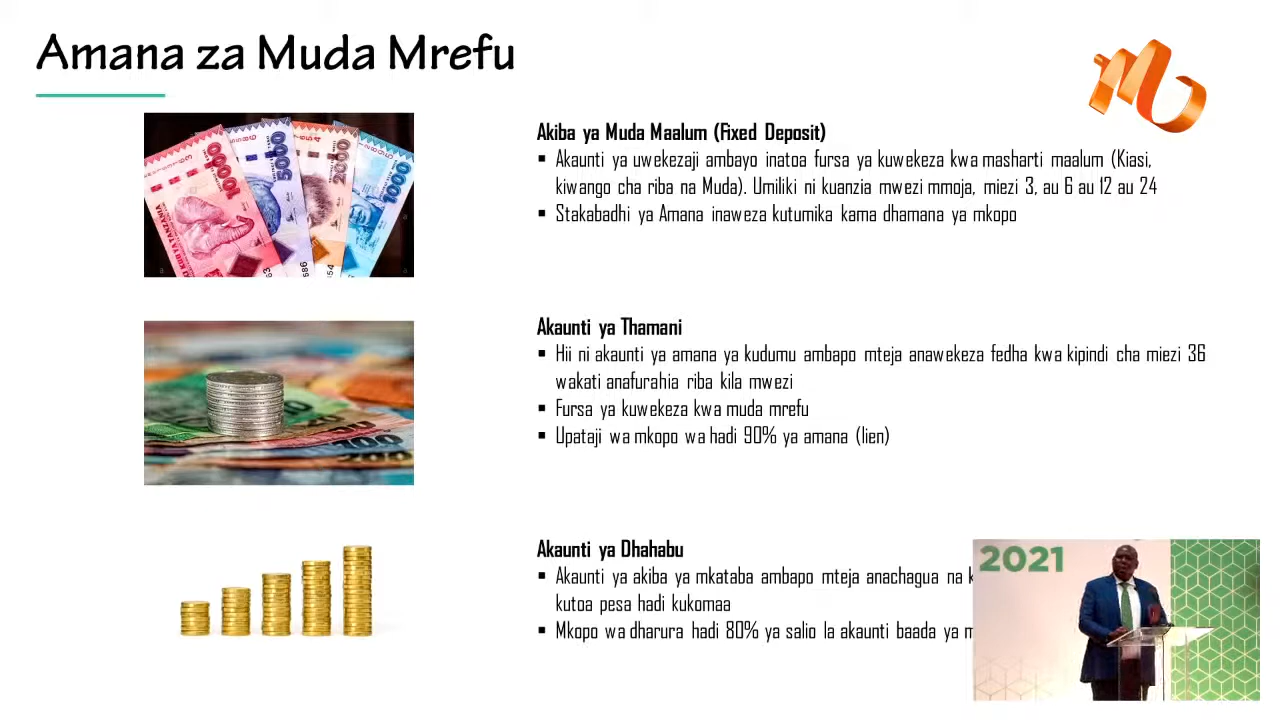 Amana za Muda Mrefu
Akiba ya Muda Maalum (Fixed Deposit)
▪ Akaunti ya uwekezaji ambayo inatoa fursa ya kuwekeza kwa masharti maalum (Kiasi,
kiwango cha riba na Muda). Umiliki ni kuanzia mwezi mmoja, miezi 3, au 6 au 12 au 24
▪ Stakabadhi ya Amana inaweza kutumika kama dhamana ya mkopo
10000
5000
2000
1000
Akaunti ya Thamani
▪ Hii ni akaunti ya amana ya kudumu ambapo mteja anawekeza fedha kwa kipindi cha miezi 36
wakati anafurahia riba kila mwezi
▪ Fursa ya kuwekeza kwa muda mrefu
▪ Upataji wa mkopo wa hadi 90% ya amana (lien)
Akaunti ya Dhahabu
▪ Akaunti ya akiba ya mkataba ambapo mteja anachagua na
kutoa pesa hadi kukomaa
▪ Mkopo wa dharura hadi 80% ya salio la akaunti baada ya
2021